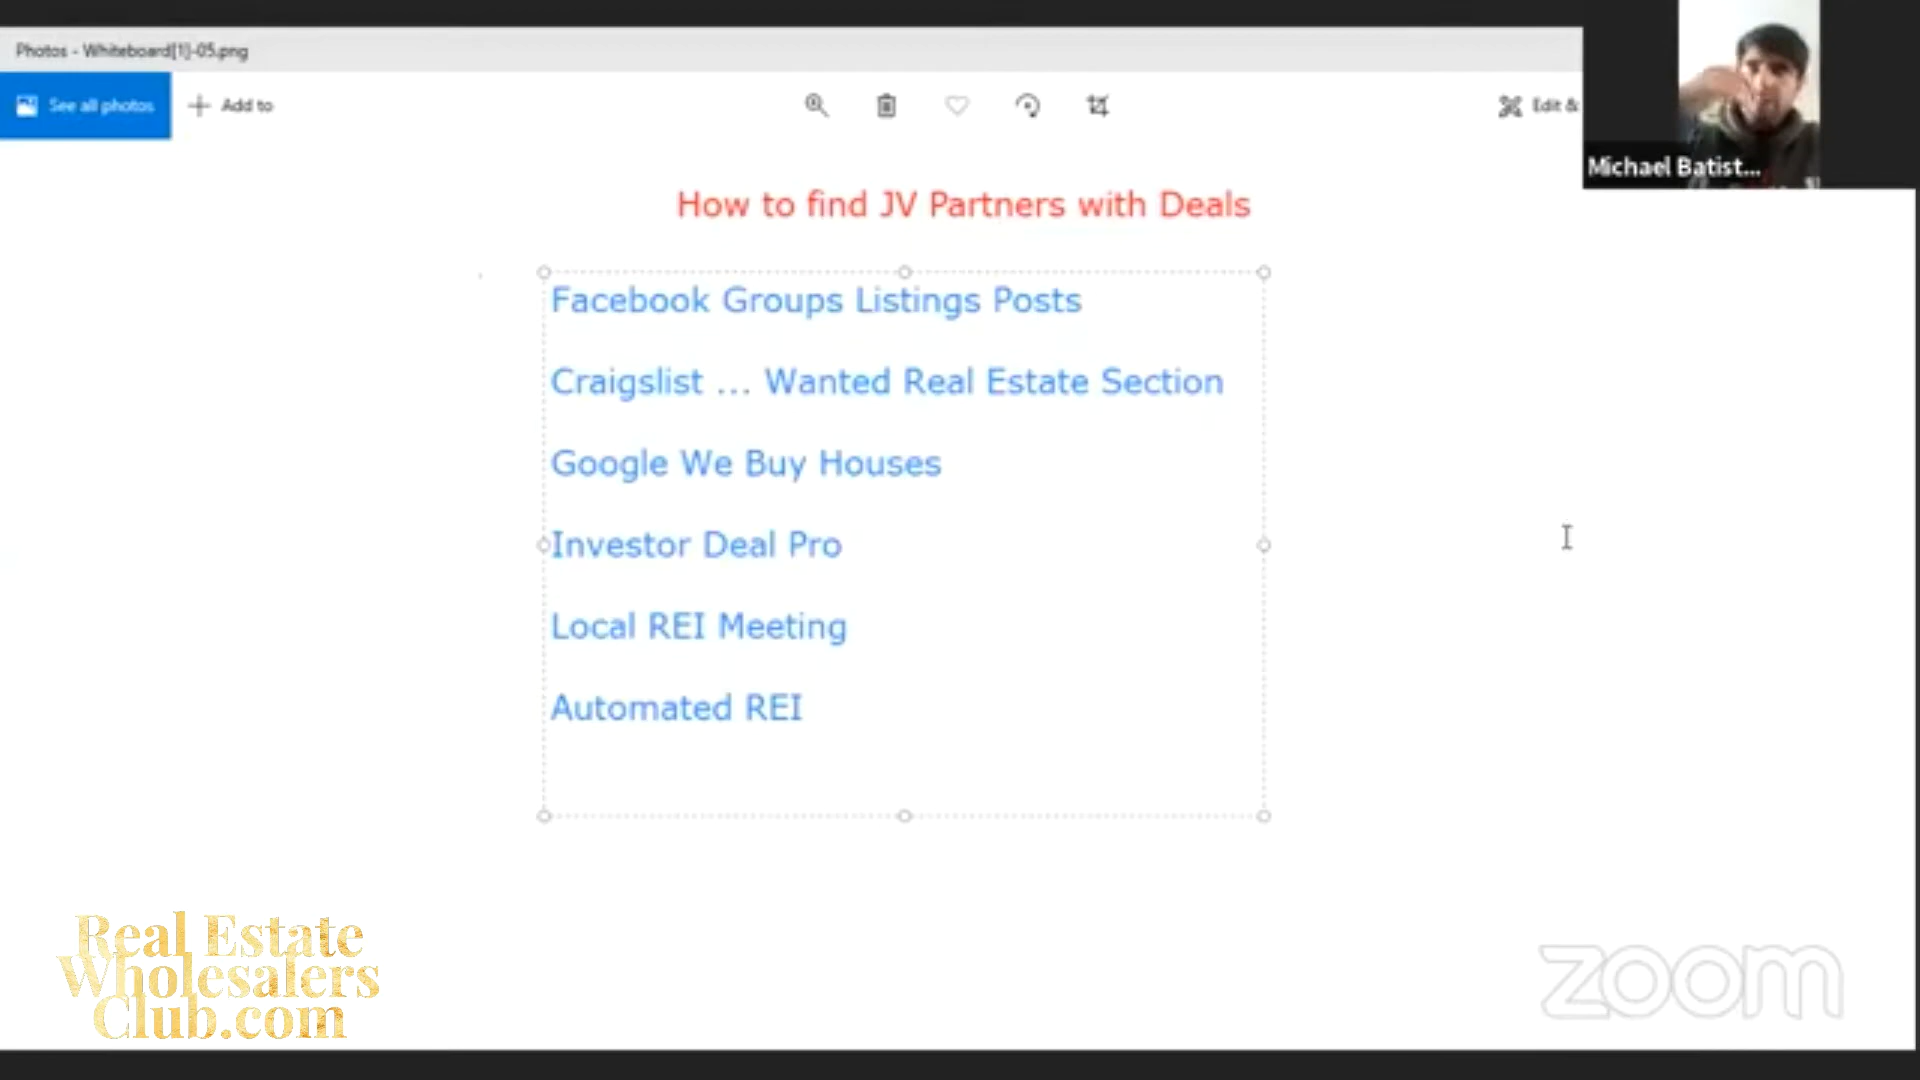 Photos - Whiteboard[1]-05.png
See all photos
Add to
Edit &
Michael Batist...
How to find JV Partners with Deals
Facebook Groups Listings Posts
Craigslist ... Wanted Real Estate Section
Google We Buy Houses
Investor Deal Pro
Local REI Meeting
Automated REI
Real Estate
Wholesalers
Club.com
zoom